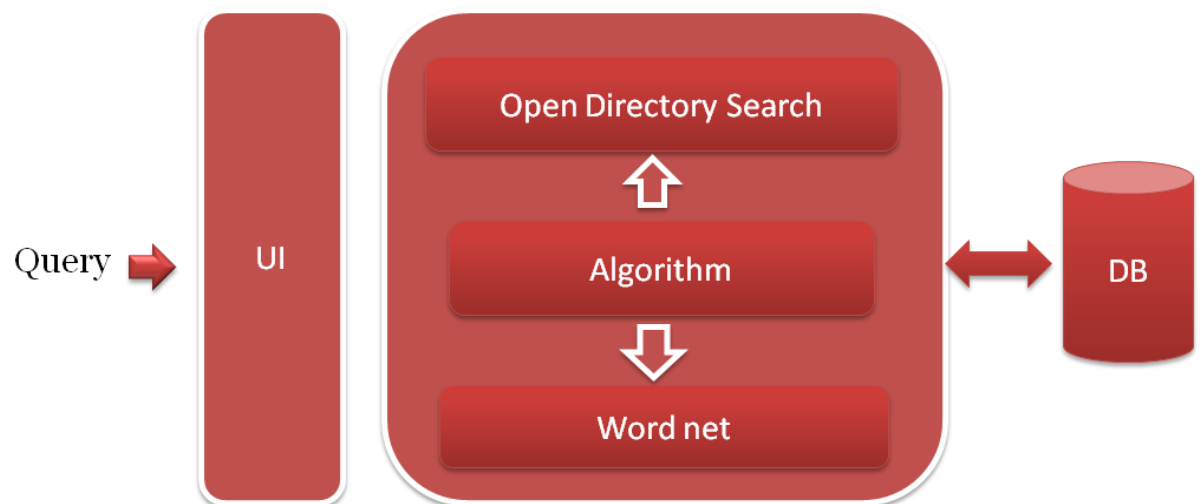 Query
UI
Open Directory Search
Algorithm
Word net
DB